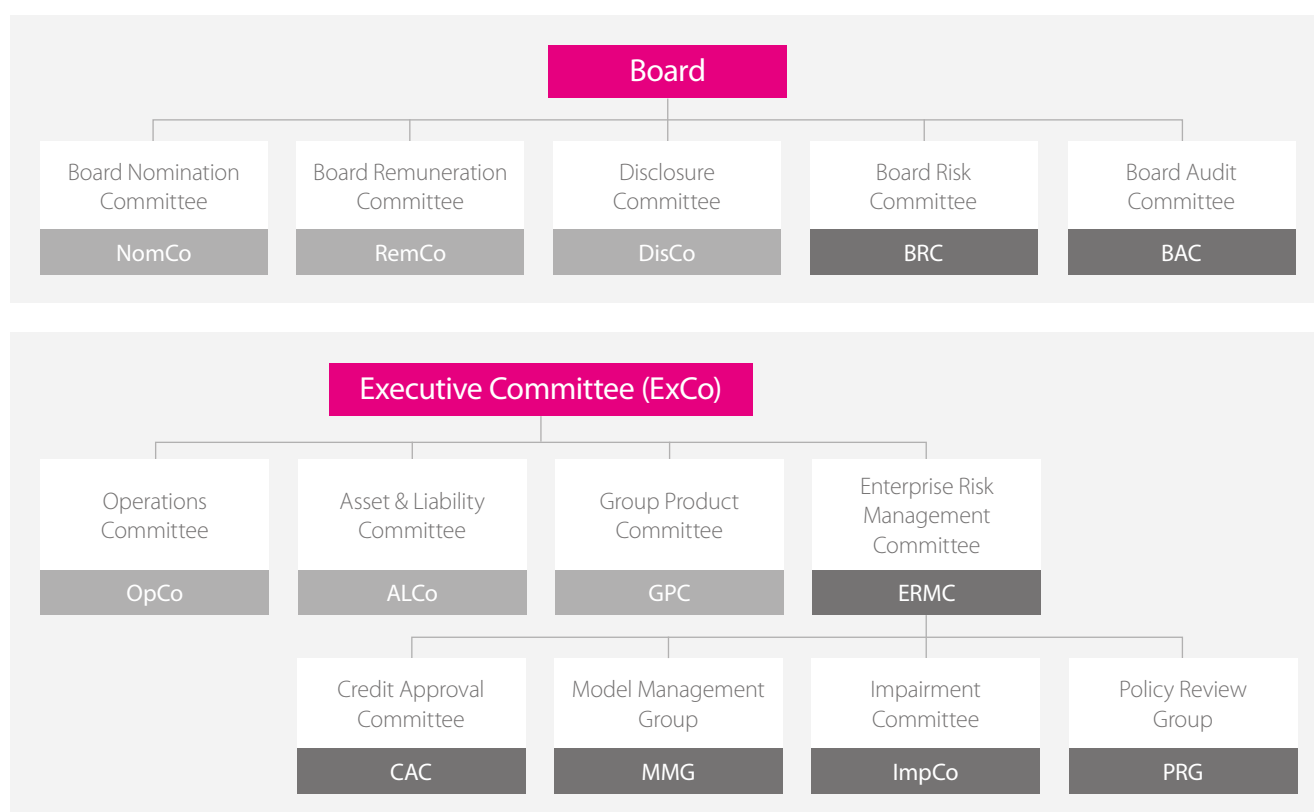 Board
Board Nomination
Committee
NomCo
Board Remuneration
Committee
RemCo
Disclosure
Committee
DisCo
Board Risk
Committee
BRC
Board Audit
Committee
BAC
Executive Committee (ExCo)
Operations
Committee
OpCo
Asset & Liability
Committee
ALCo
Group Product
Committee
GPC
Enterprise Risk
Management
Committee
ERMC
Credit Approval
Committee
CAC
Model Management
Group
MMG
Impairment
Committee
ImpCo
Policy Review
Group
PRG